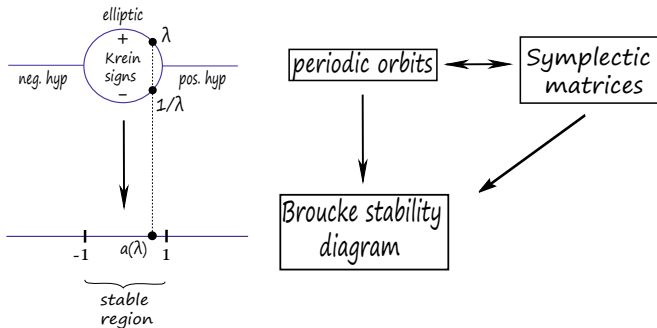 elliptic
+
λ
Krein
signs
neg. hyp
pos. hyp
−
1/λ
-1
a(λ)
1
stable
region
periodic orbits
Symplectic
matrices
Broucke stability
diagram